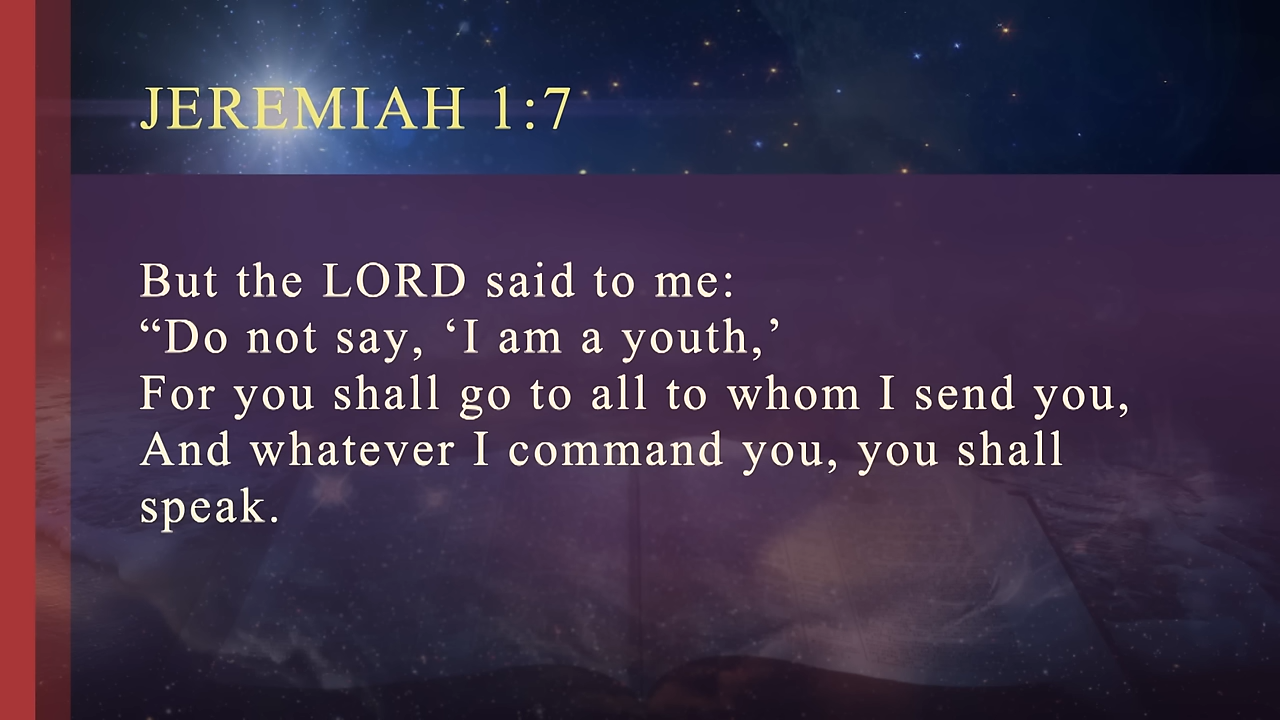 JEREMIAH 1:7
But the LORD said to me:
“Do not say, ‘I am a youth,’
For you shall go to all to whom I send you,
And whatever I command you, you shall
speak.